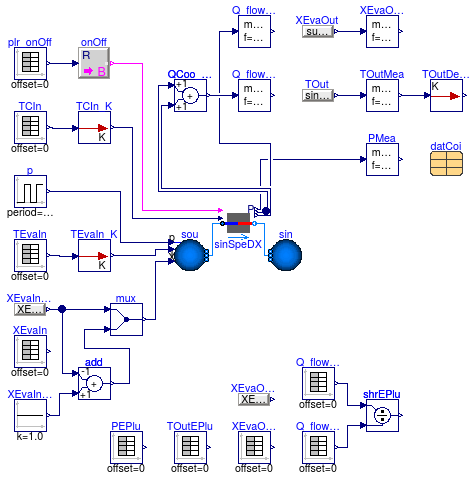 plr_onOff
onOff
Q_flow...
XEvaOut
XEvaO...
R
B
m...
f=...
su...
m...
f=...
offset=0
TCIn
TCIn_K
QCoo ...
+1
+
+1
Q_flow...
m...
f=...
TOut
sin...
TOutMea
m...
f=...
TOutDe...
K
K
offset=0
p
PMea
m...
f=...
datCoi
period=...
P
TEvaIn
TEvaIn_K
K
sou
p
sinSpeDX
sin
offset=0
XEvaIn...
XE...
mux
XEvaIn
offset=0
add
-1
+
+1
XEvaIn...
k=1.0
XEvaO...
XE...
Q_flow...
offset=0
shrEPlu
PEPlu
offset=0
TOutEPlu
offset=0
XEvaO...
offset=0
Q_flow...
offset=0